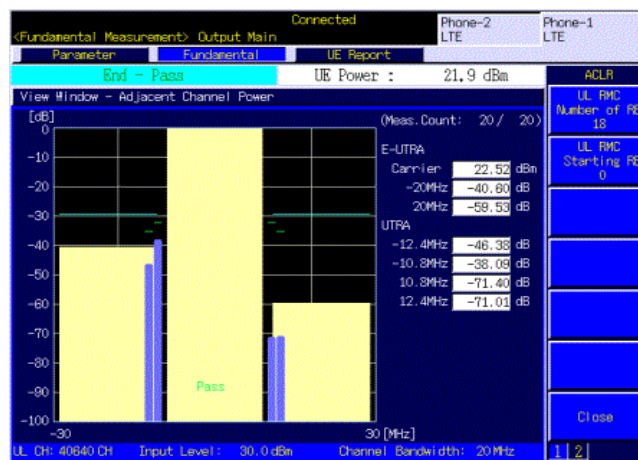 Connected
Phone-2
Phone-1
<Fundamental Measurement> Output Main
LTE
LTE
Parameter
Fundamental
UE Report
End - Pass
UE Power :
21.9 dBm
ACLR
View Window - Adjacent Channel Power
UL RMC
Number of RB
18
[dB]
(Meas.Count: 20/ 20)
0
-10
E-UTRA
UL RMC
Starting RB
0
Carrier 22.52 dBm
-20
-20MHz -40.60 dB
20MHz -59.53 dB
-30
UTRA
-12.4MHz -46.38 dB
-40
-10.8MHz -38.09 dB
-50
10.8MHz -71.40 dB
12.4MHz -71.01 dB
-60
-70
-80
Pass
-90
Close
-100
-30
30 [MHz]
UL CH: 40640 CH Input Level: 30.0 dBm Channel Bandwidth: 20 MHz
1 2